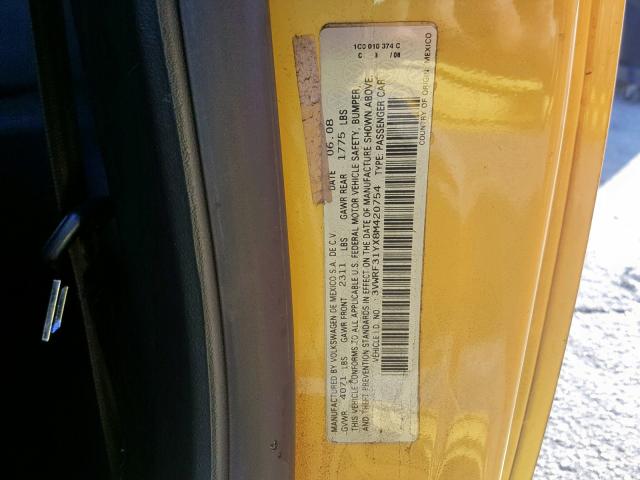 1C0 010 374 C
C 8 /08
MANUFACTURED BY VOLKSWAGEN DE MEXICO S.A. DE C.V. DATE 06.08
GVWR 4071 LBS GAWR FRONT 2311 LBS GAWR REAR 1775 LBS
THIS VEHICLE CONFORMS TO ALL APPLICABLE U.S. FEDERAL MOTOR VEHICLE SAFETY, BUMPER,
AND THEFT PREVENTION STANDARDS IN EFFECT ON THE DATE OF MANUFACTURE SHOWN ABOVE.
VEHICLE I.D. NO.: 3VWRF31YX8M420754 TYPE: PASSENGER CAR
COUNTRY OF ORIGIN: MEXICO